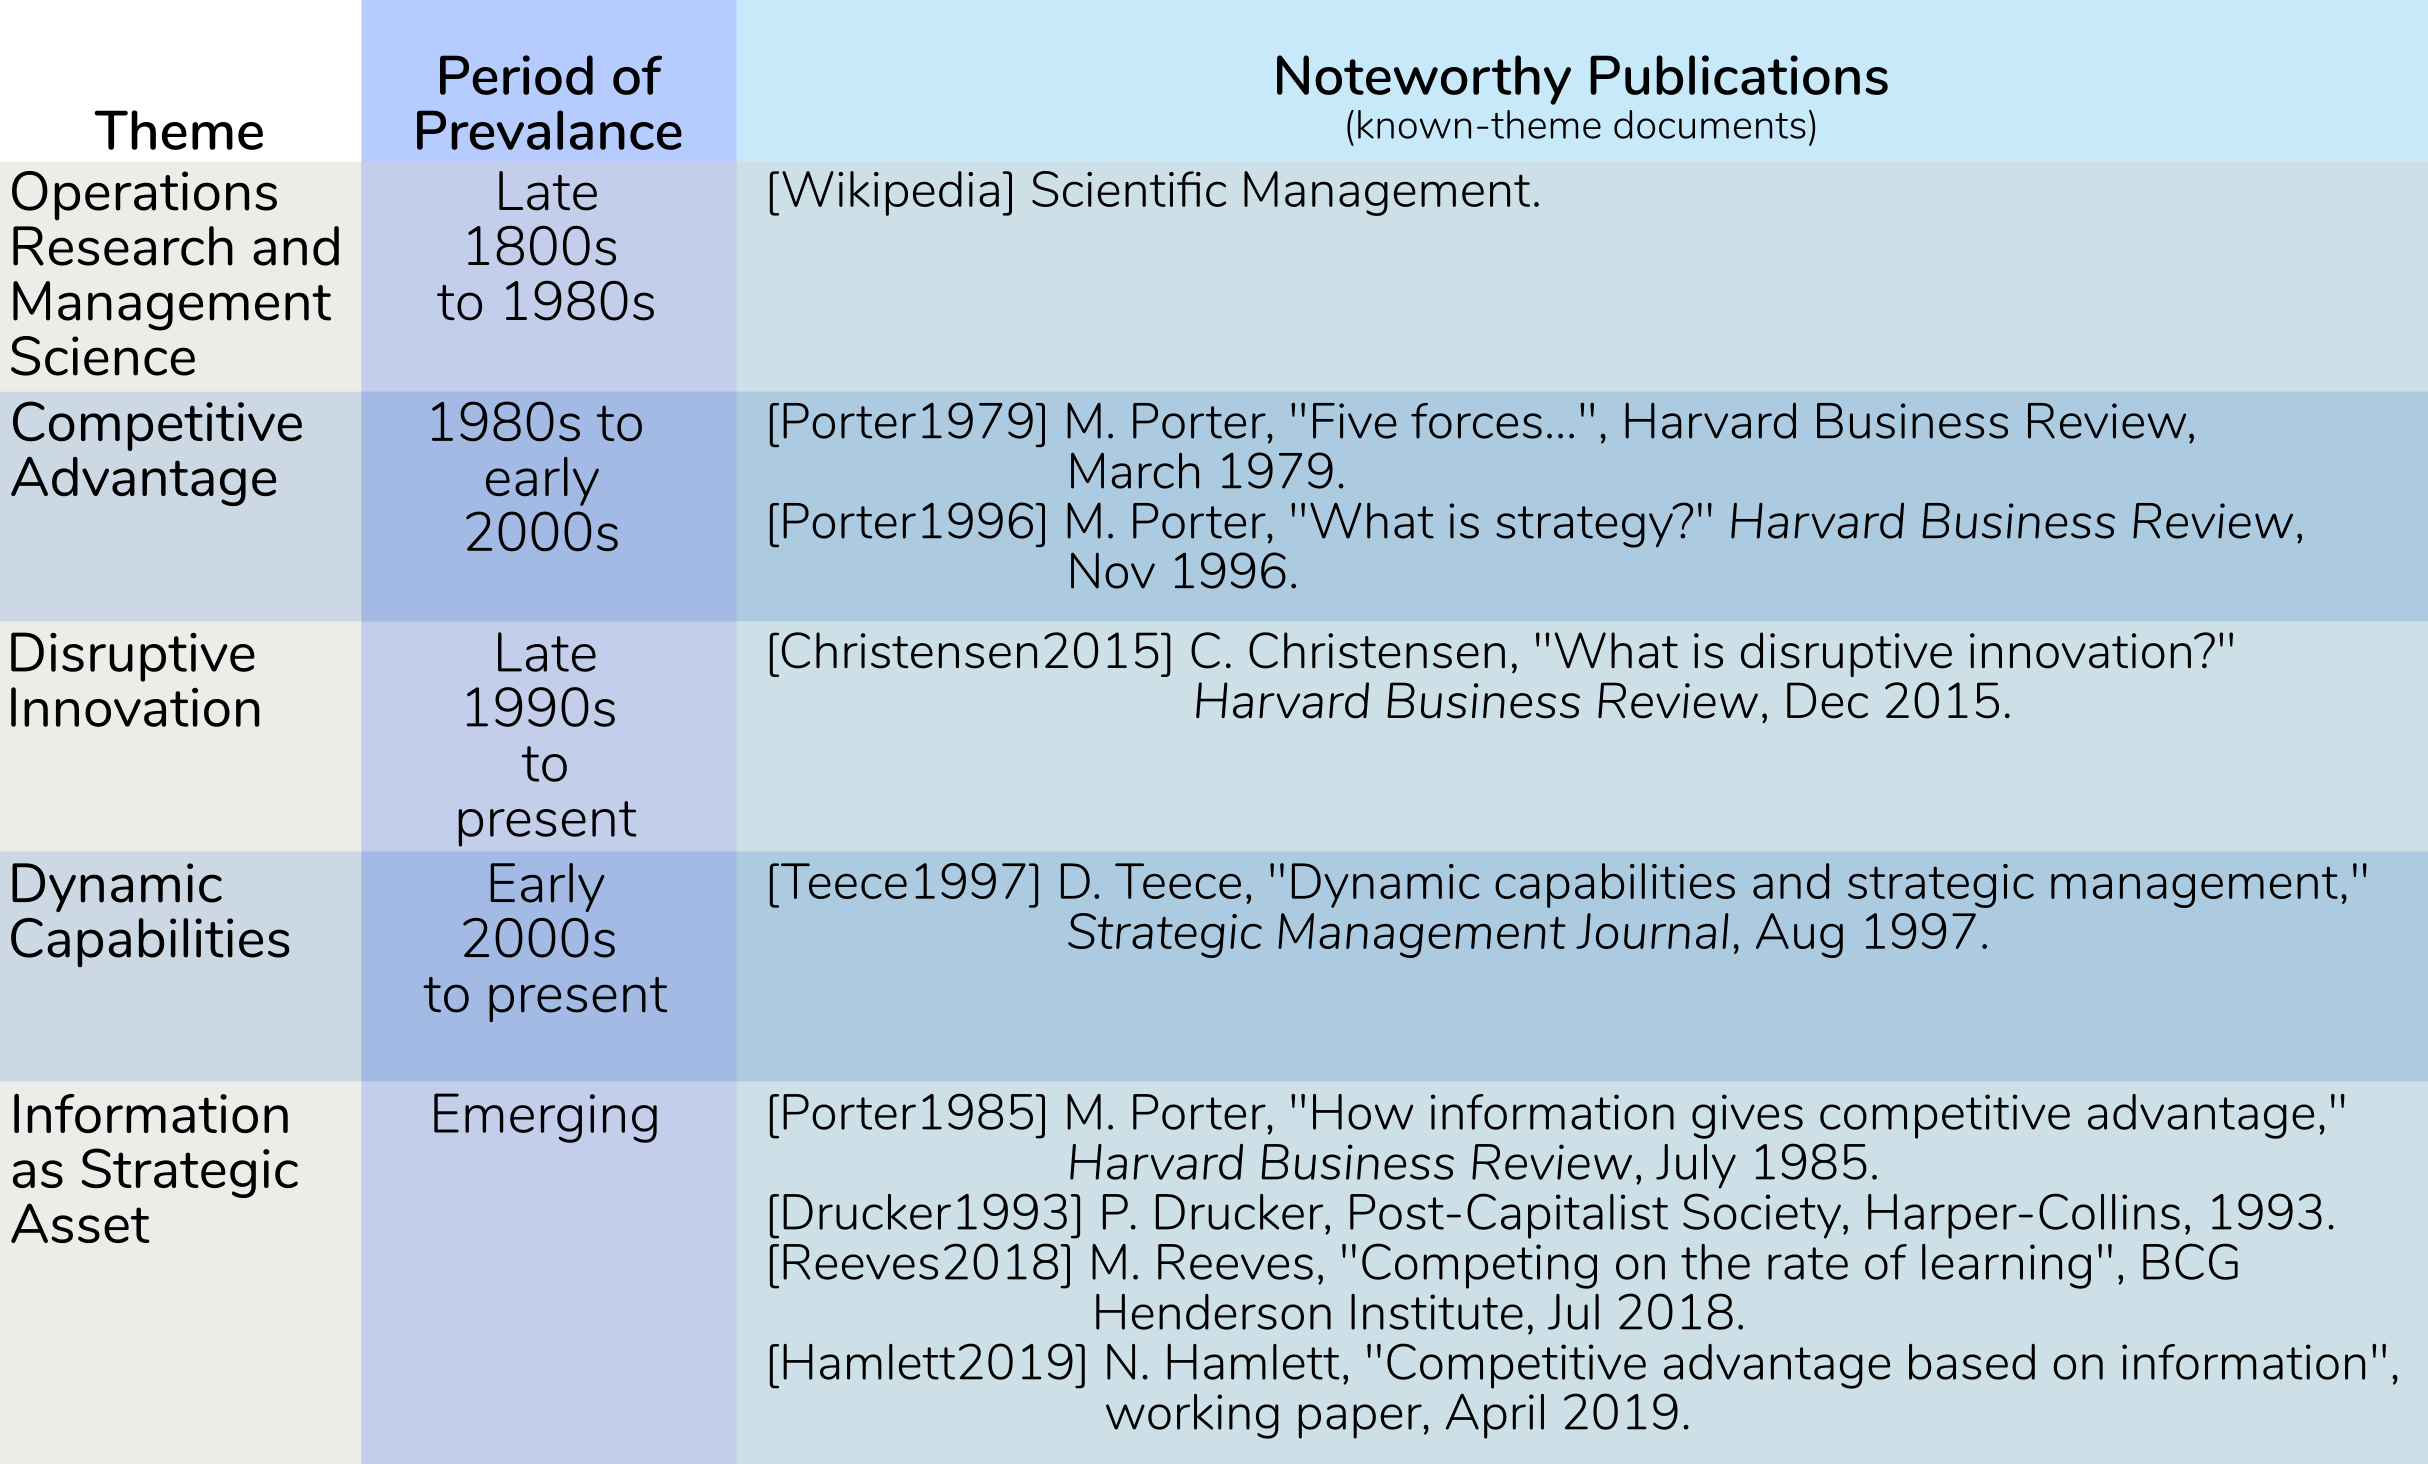 Theme
Period of
Prevalance
Noteworthy Publications
(known-theme documents)
Operations
Research and
Management
Science
Late
1800s
to 1980s
[Wikipedia] Scientific Management.
Competitive
Advantage
1980s to
early
2000s
[Porter1979] M. Porter, "Five forces...", Harvard Business Review,
March 1979.
[Porter1996] M. Porter, "What is strategy?" Harvard Business Review,
Nov 1996.
Disruptive
Innovation
Late
1990s
to
present
[Christensen2015] C. Christensen, "What is disruptive innovation?"
Harvard Business Review, Dec 2015.
Dynamic
Capabilities
Early
2000s
to present
[Teece1997] D. Teece, "Dynamic capabilities and strategic management,"
Strategic Management Journal, Aug 1997.
Information
as Strategic
Asset
Emerging
[Porter1985] M. Porter, "How information gives competitive advantage,"
Harvard Business Review, July 1985.
[Drucker1993] P. Drucker, Post-Capitalist Society, Harper-Collins, 1993.
[Reeves2018] M. Reeves, "Competing on the rate of learning", BCG
Henderson Institute, Jul 2018.
[Hamlett2019] N. Hamlett, "Competitive advantage based on information",
working paper, April 2019.